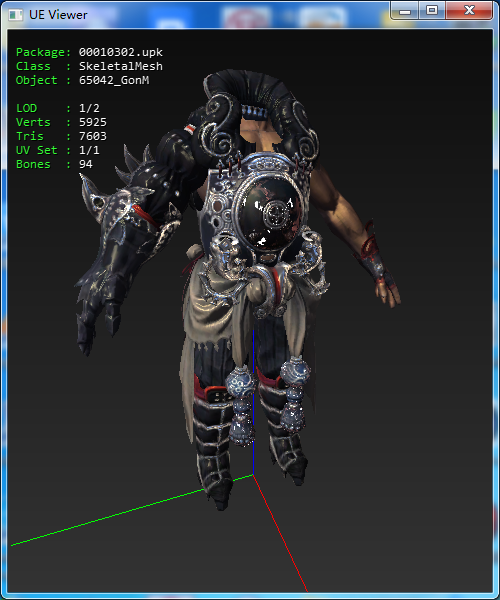 UE Viewer
Package: 00010302.upk
Class : SkeletalMesh
Object : 65042_GonM
LOD : 1/2
Verts : 5925
Tris : 7603
UV Set : 1/1
Bones : 94